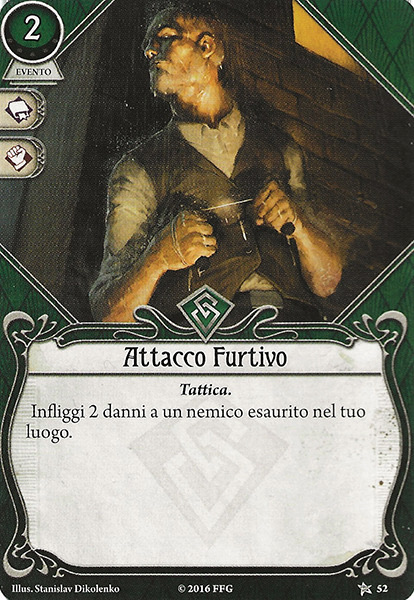 2
EVENTO
Attacco Furtivo
Tattica.
Infliggi 2 danni a un nemico esaurito nel tuo
luogo.
Illus. Stanislav Dikolenko © 2016 FFG 52